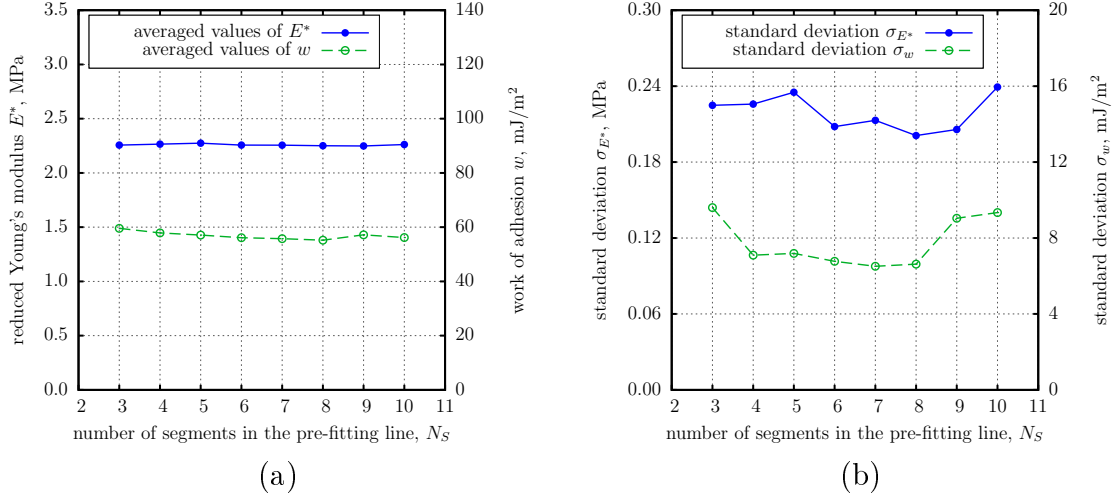 averaged values of E*
averaged values of w
3.5
3.0
2.5
2.0
1.5
1.0
0.5
0.0
reduced Young's modulus E*, MPa
140
120
100
80
60
40
20
0
work of adhesion w, mJ/m²
2 3 4 5 6 7 8 9 10 11
number of segments in the pre-fitting line, N_S
(a)
standard deviation σ_E*
standard deviation σ_w
0.30
0.24
0.18
0.12
0.06
0.00
standard deviation σ_E*, MPa
20
16
12
8
4
0
standard deviation σ_w, mJ/m²
2 3 4 5 6 7 8 9 10 11
number of segments in the pre-fitting line, N_S
(b)